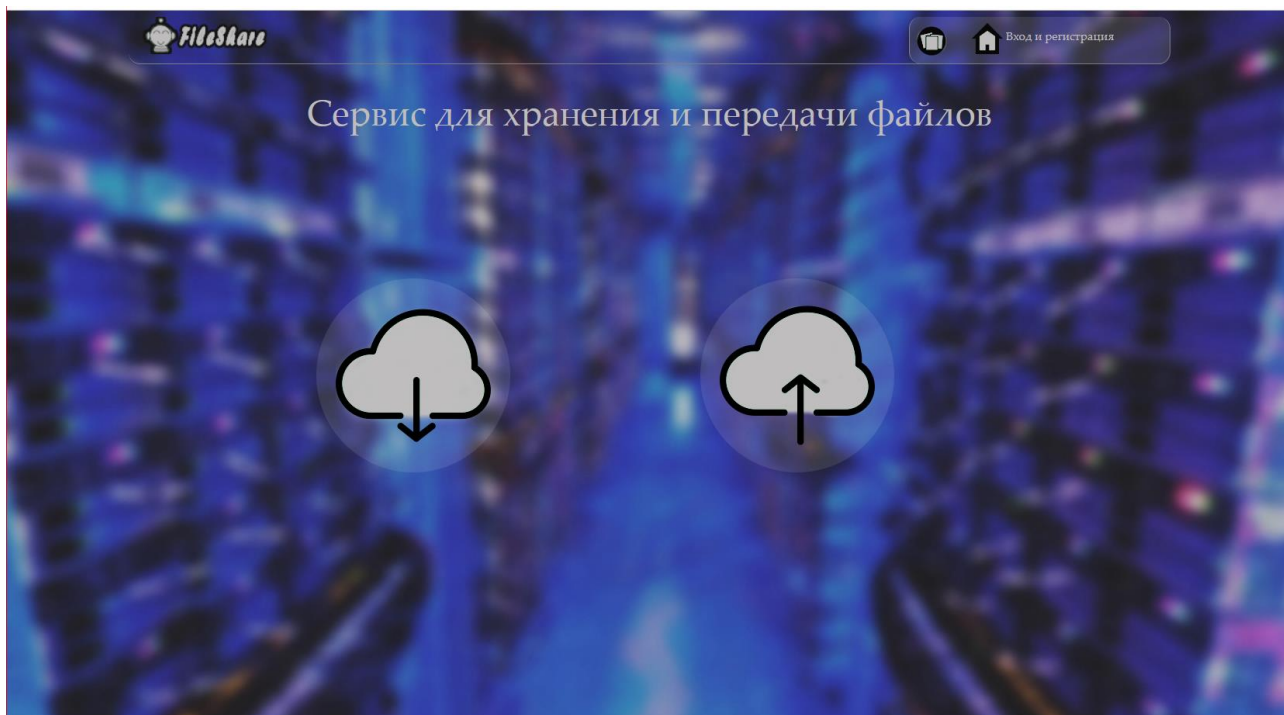 FileShare
Вход и регистрация
Сервис для хранения и передачи файлов